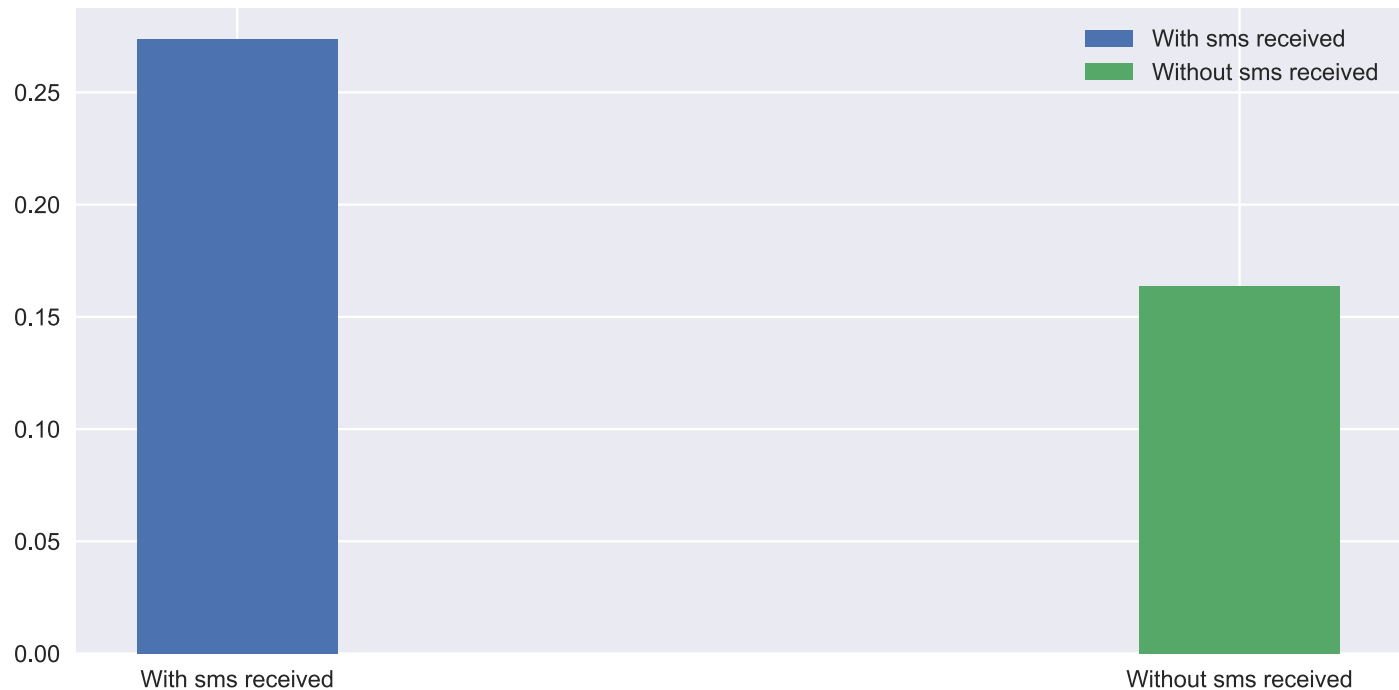 With sms received
Without sms received
0.25
0.20
0.15
0.10
0.05
0.00
With sms received
Without sms received